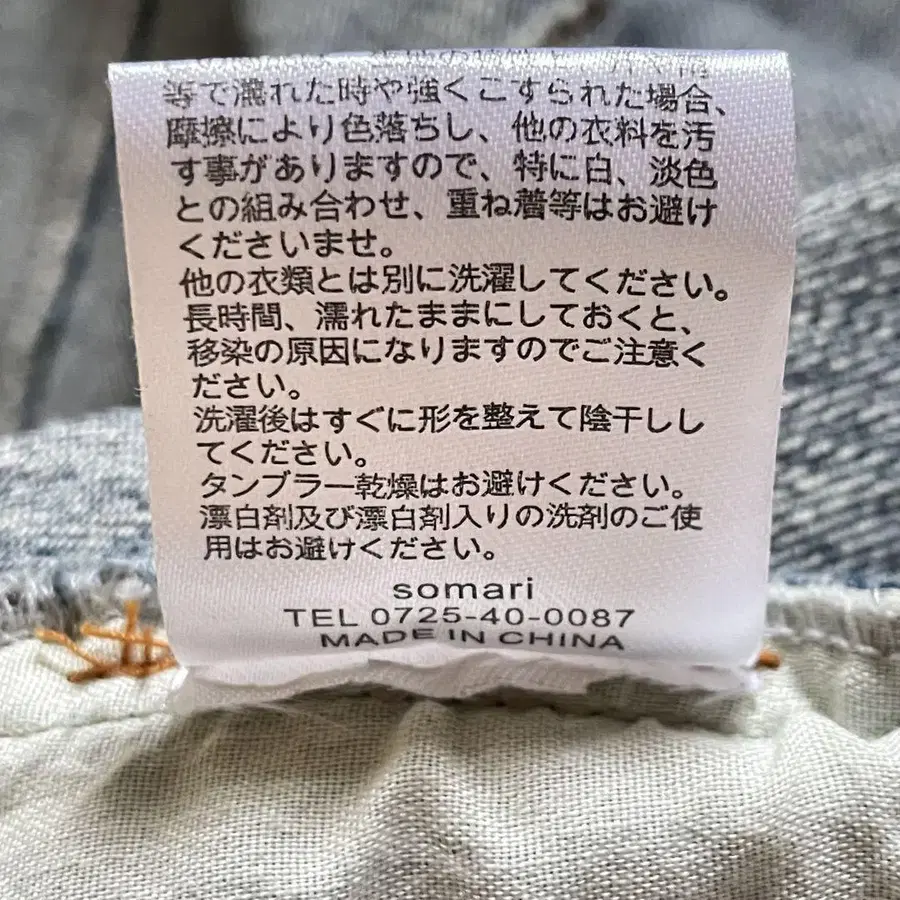 等で濡れた時や強くこすられた場合、
摩擦により色落ちし、他の衣料を汚
す事がありますので、特に白、淡色
との組み合わせ、重ね着等はお避け
くださいませ。
他の衣類とは別に洗濯してください。
長時間、濡れたままにしておくと、
移染の原因になりますのでご注意く
ださい。
洗濯後はすぐに形を整えて陰干しし
てください。
タンブラー乾燥はお避けください。
漂白剤及び漂白剤入りの洗剤のご使
用はお避けください。
somari
TEL 0725-40-0087
MADE IN CHINA